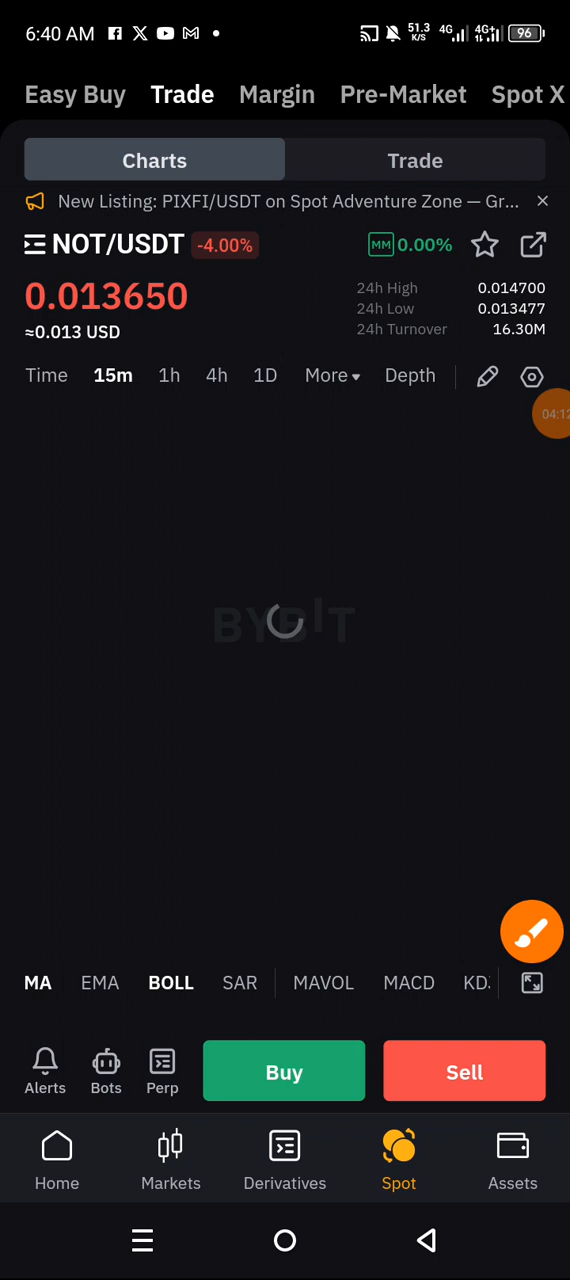 6:40 AM 51.3 K/S 4G 4G+ 96
Easy Buy Trade Margin Pre-Market Spot X
Charts Trade
New Listing: PIXFI/USDT on Spot Adventure Zone — Gr...
NOT/USDT -4.00% MM 0.00%
0.013650
≈0.013 USD
24h High 0.014700
24h Low 0.013477
24h Turnover 16.30M
Time 15m 1h 4h 1D More Depth
04:12
BYBIT
MA EMA BOLL SAR MAVOL MACD KD
Alerts Bots Perp Buy Sell
Home Markets Derivatives Spot Assets